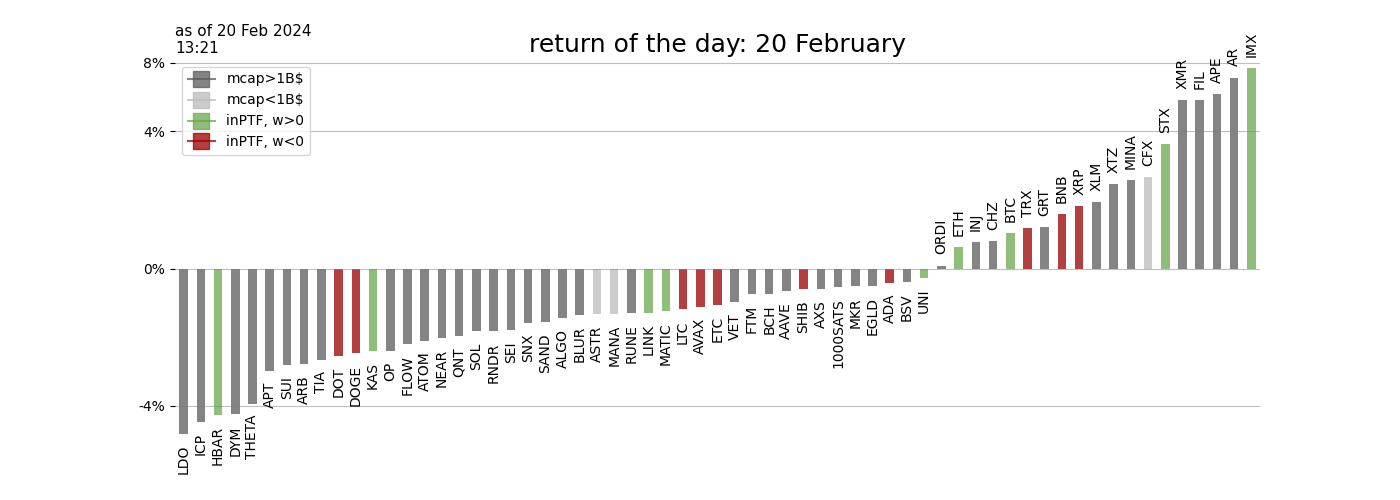 as of 20 Feb 2024
13:21
return of the day: 20 February
8%
4%
0%
-4%
mcap>1B$
mcap<1B$
inPTF, w>0
inPTF, w<0
LDO
ICP
HBAR
DYM
THETA
APT
SUI
ARB
TIA
DOT
DOGE
KAS
OP
FLOW
ATOM
NEAR
QNT
SOL
RNDR
SEI
SNX
SAND
ALGO
BLUR
ASTR
MANA
RUNE
LINK
MATIC
LTC
AVAX
ETC
VET
FTM
BCH
AAVE
SHIB
AXS
1000SATS
MKR
EGLD
ADA
BSV
UNI
ORDI
ETH
INJ
CHZ
BTC
TRX
GRT
BNB
XRP
XLM
XTZ
MINA
CFX
STX
XMR
FIL
APE
AR
IMX